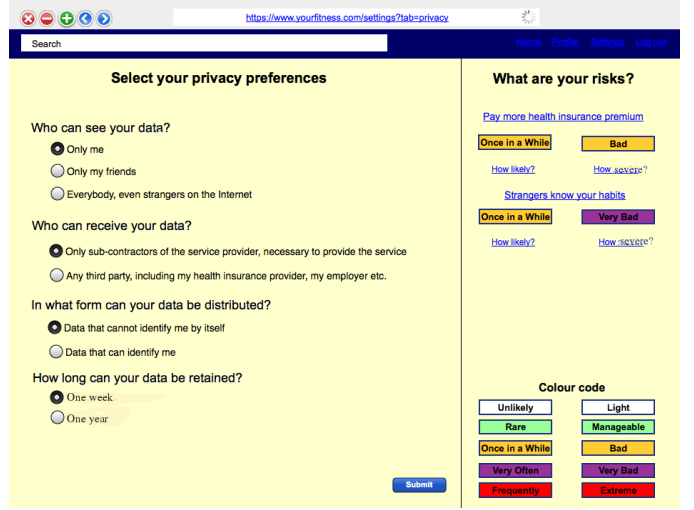 https://www.yourfitness.com/settings?tab=privacy
Search
Home Profile Settings Log out
Select your privacy preferences
Who can see your data?
Only me
Only my friends
Everybody, even strangers on the Internet
Who can receive your data?
Only sub-contractors of the service provider, necessary to provide the service
Any third party, including my health insurance provider, my employer etc.
In what form can your data be distributed?
Data that cannot identify me by itself
Data that can identify me
How long can your data be retained?
One week
One year
Submit
What are your risks?
Pay more health insurance premium
Once in a While Bad
How likely? How severe?
Strangers know your habits
Once in a While Very Bad
How likely? How severe?
Colour code
Unlikely Light
Rare Manageable
Once in a While Bad
Very Often Very Bad
Frequently Extreme